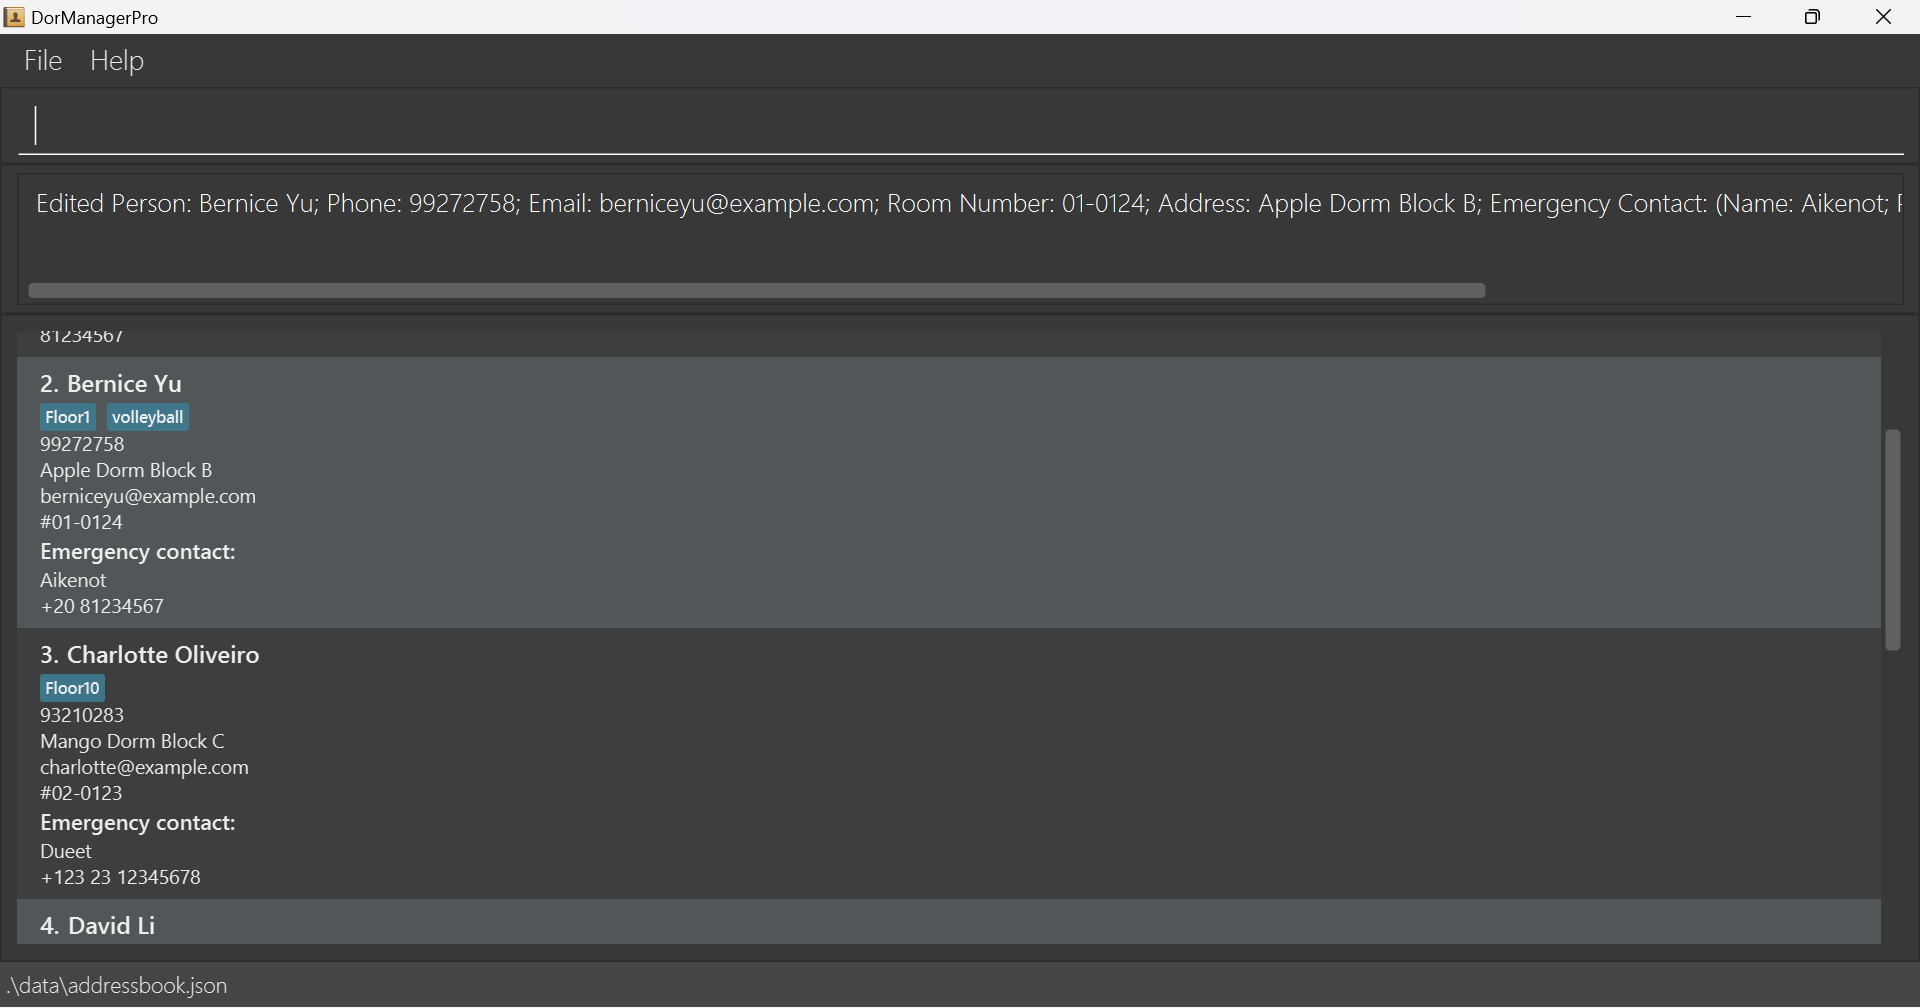 DorManagerPro
File Help
Edited Person: Bernice Yu; Phone: 99272758; Email: berniceyu@example.com; Room Number: 01-0124; Address: Apple Dorm Block B; Emergency Contact: (Name: Aikenot;
81234567
2. Bernice Yu
Floor1 volleyball
99272758
Apple Dorm Block B
berniceyu@example.com
#01-0124
Emergency contact:
Aikenot
+20 81234567
3. Charlotte Oliveiro
Floor10
93210283
Mango Dorm Block C
charlotte@example.com
#02-0123
Emergency contact:
Dueet
+123 23 12345678
4. David Li
.\data\addressbook.json